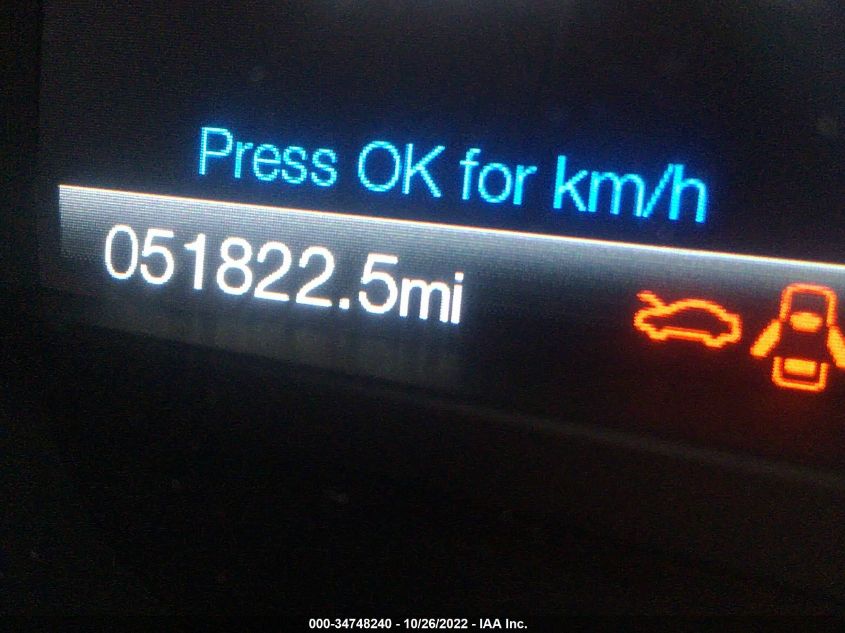 Press OK for km/h
051822.5mi
000-34748240 - 10/26/2022 - IAA Inc.